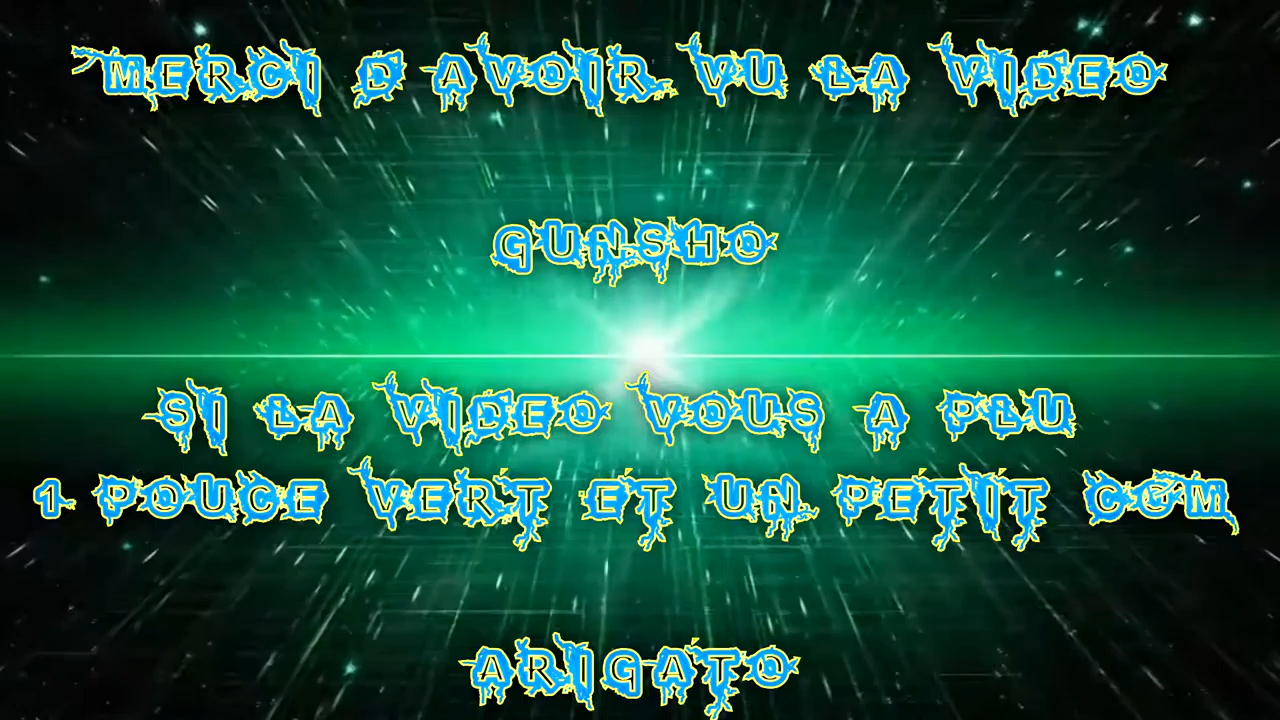 MERCI D AVOIR VU LA VIDEO
GUNSHO
SI LA VIDEO VOUS A PLU
1 POUCE VERT ET UN PETIT COM
ARIGATO